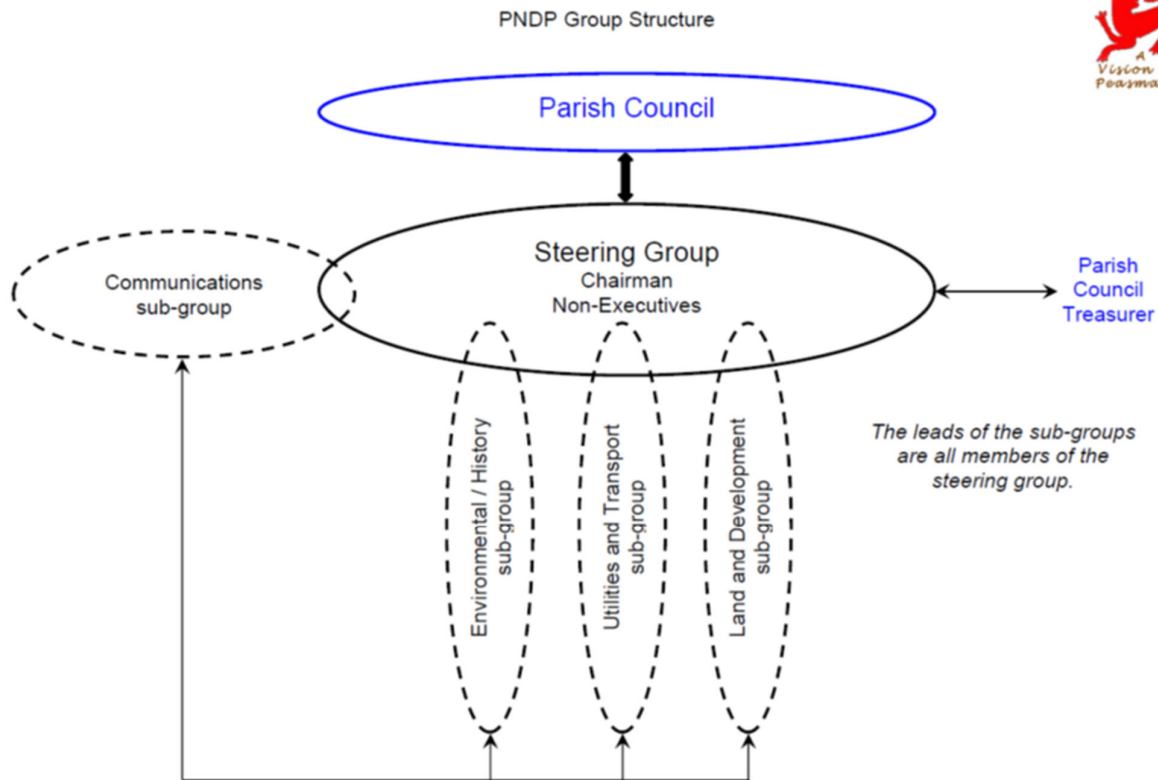 PNDP Group Structure
A
Vision
Peasma
Parish Council
Steering Group
Chairman
Non-Executives
Communications
sub-group
Parish
Council
Treasurer
The leads of the sub-groups
are all members of the
steering group.
Environmental / History
sub-group
Utilities and Transport
sub-group
Land and Development
sub-group